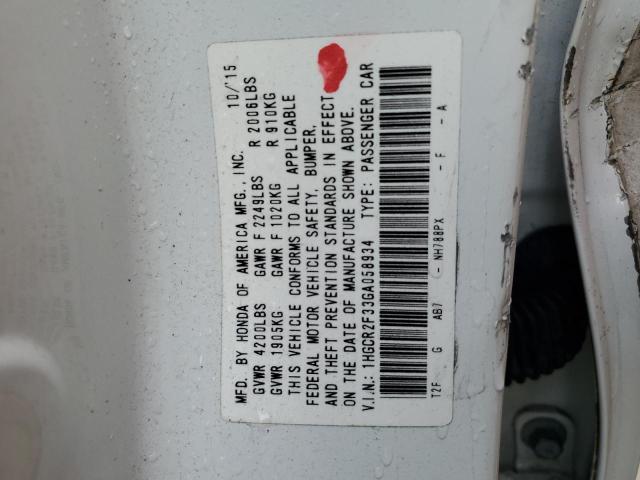 MFD. BY HONDA OF AMERICA MFG., INC. 10/'15
GVWR 4200LBS GAWR F 2249LBS R 2006LBS
GVWR 1905KG GAWR F 1020KG R 910KG
THIS VEHICLE CONFORMS TO ALL APPLICABLE
FEDERAL MOTOR VEHICLE SAFETY, BUMPER,
AND THEFT PREVENTION STANDARDS IN EFFECT
ON THE DATE OF MANUFACTURE SHOWN ABOVE.
V.I.N.: 1HGCR2F33GA058934 TYPE: PASSENGER CAR
T2F G AB7 - NH788PX - F - A